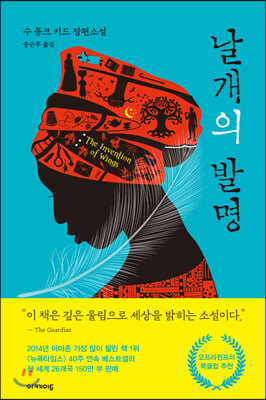 수 몽크 키드 장편소설
송은주 옮김
날개의 발명
The Invention
of Wings
"이 책은 깊은 울림으로 세상을 밝히는 소설이다."
— The Guardian
2014년 아마존 가장 많이 팔린 책 1위
<뉴욕타임스> 40주 연속 베스트셀러
전 세계 26개국 150만 부 판매
오프라 윈프리
북클럽 추천